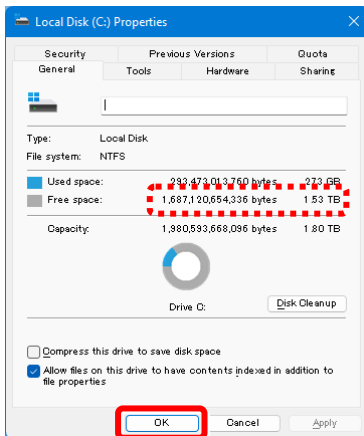 Local Disk (C:) Properties
Security Previous Versions Quota
General Tools Hardware Sharing
Type: Local Disk
File system: NTFS
Used space: 293,473,013,760 bytes 273 GB
Free space: 1,687,120,654,336 bytes 1.53 TB
Capacity: 1,980,593,668,096 bytes 1.80 TB
Drive C: Disk Cleanup
Compress this drive to save disk space
Allow files on this drive to have contents indexed in addition to
file properties
OK Cancel Apply